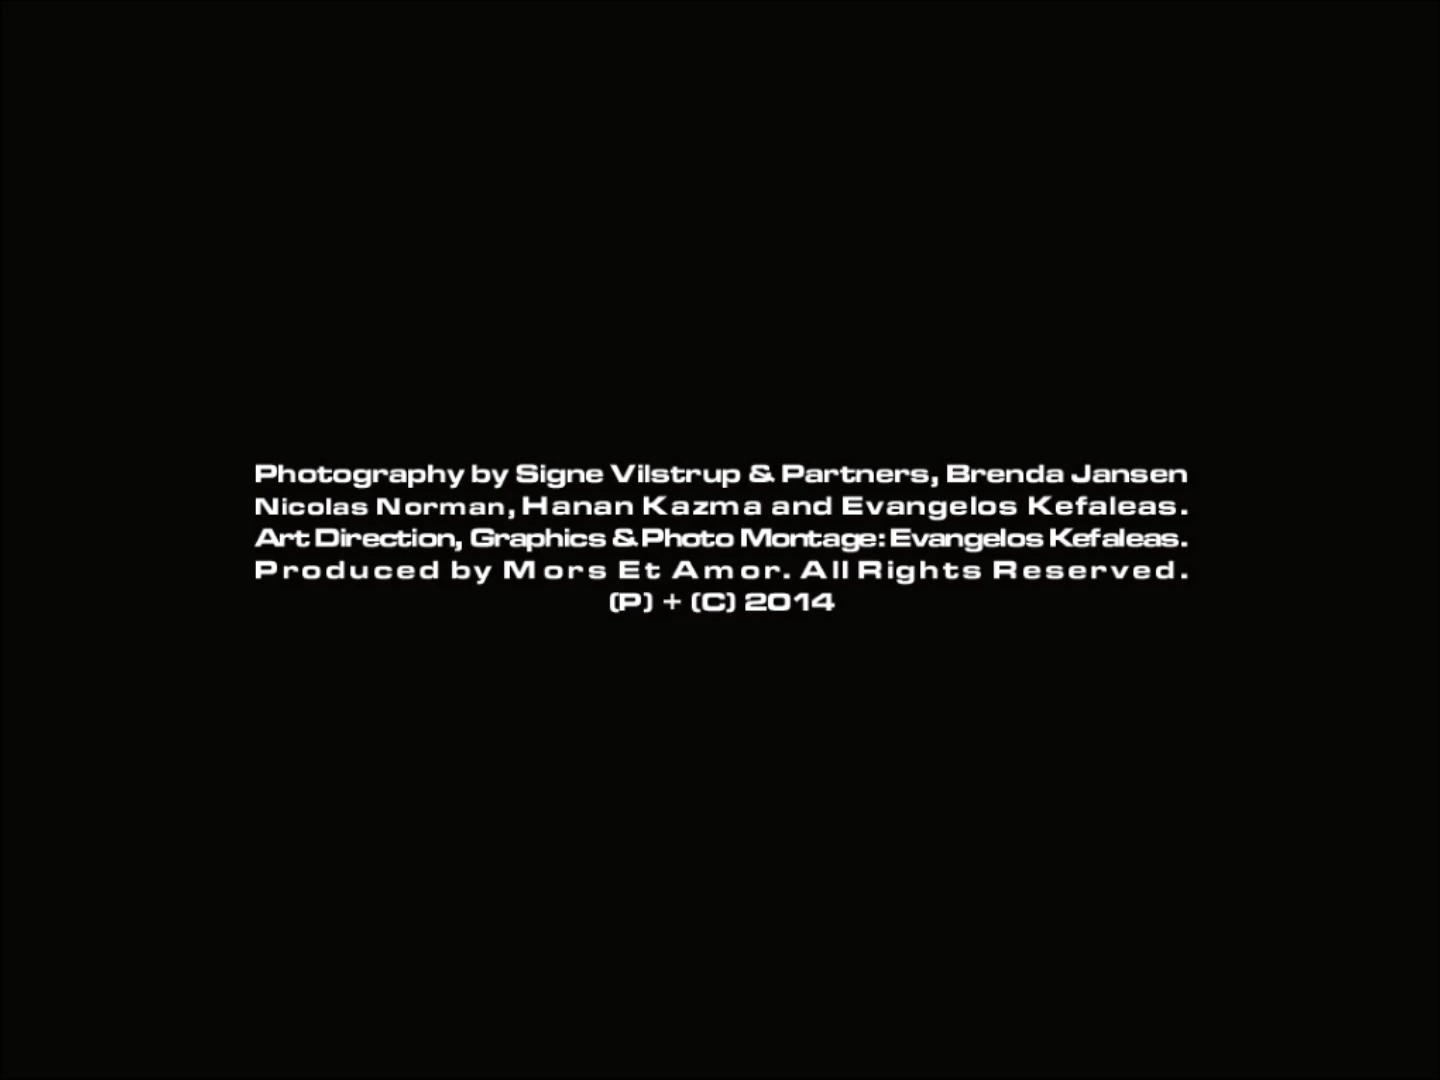 Photography by Signe Vilstrup & Partners, Brenda Jansen
Nicolas Norman, Hanan Kazma and Evangelos Kefaleas.
Art Direction, Graphics & Photo Montage: Evangelos Kefaleas.
Produced by Mors Et Amor. All Rights Reserved.
(P) + (C) 2014